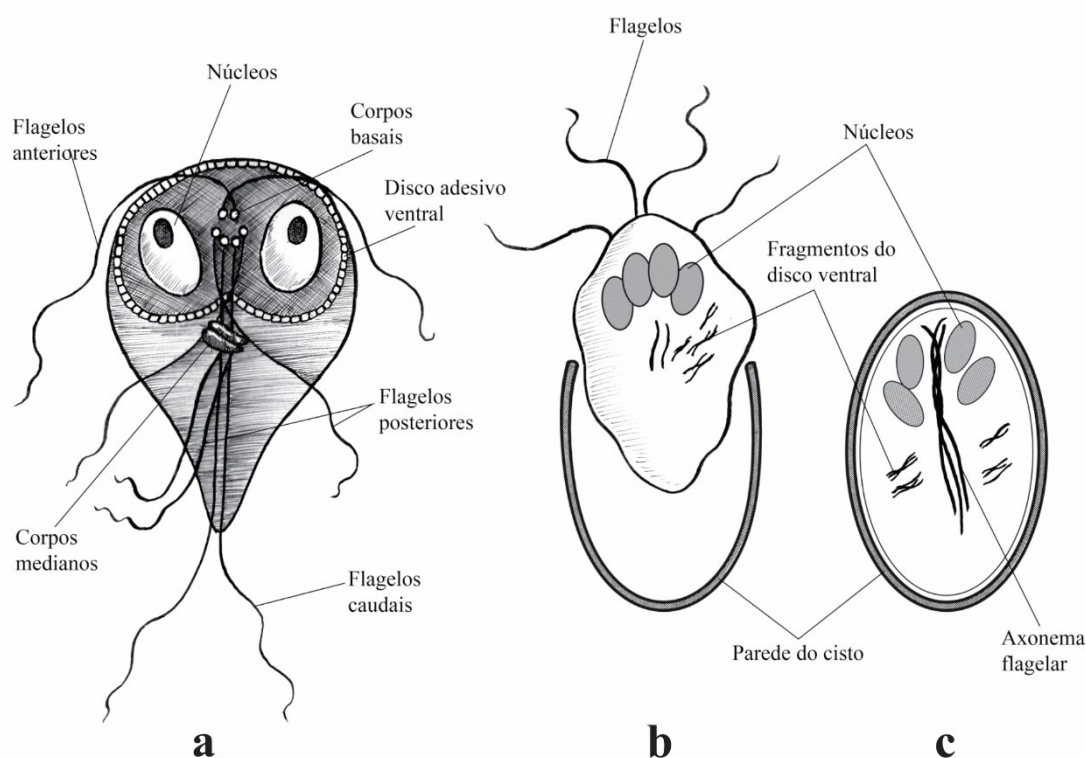 Flagelos
Núcleos
Flagelos
anteriores
Corpos
basais
Disco adesivo
ventral
Núcleos
Fragmentos do
disco ventral
Flagelos
posteriores
Corpos
medianos
Flagelos
caudais
Parede do cisto
Axonema
flagelar
a
b
c